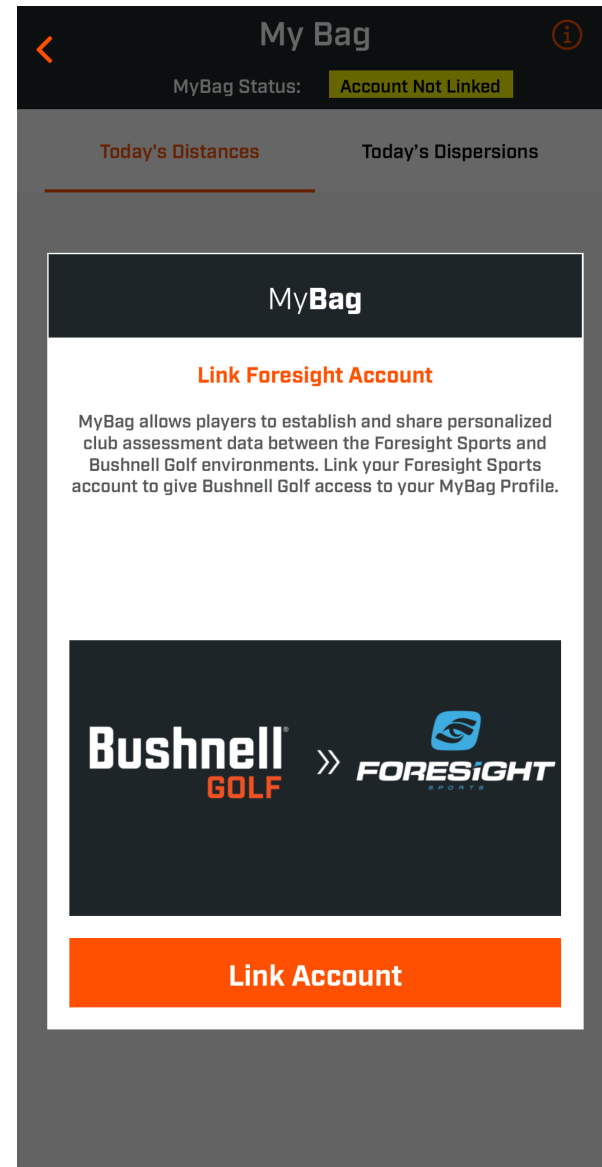 My Bag
MyBag Status: Account Not Linked
Today's Distances Today's Dispersions
MyBag
Link Foresight Account
MyBag allows players to establish and share personalized
club assessment data between the Foresight Sports and
Bushnell Golf environments. Link your Foresight Sports
account to give Bushnell Golf access to your MyBag Profile.
Bushnell®
GOLF
» FORESiGHT
SPORTS
Link Account